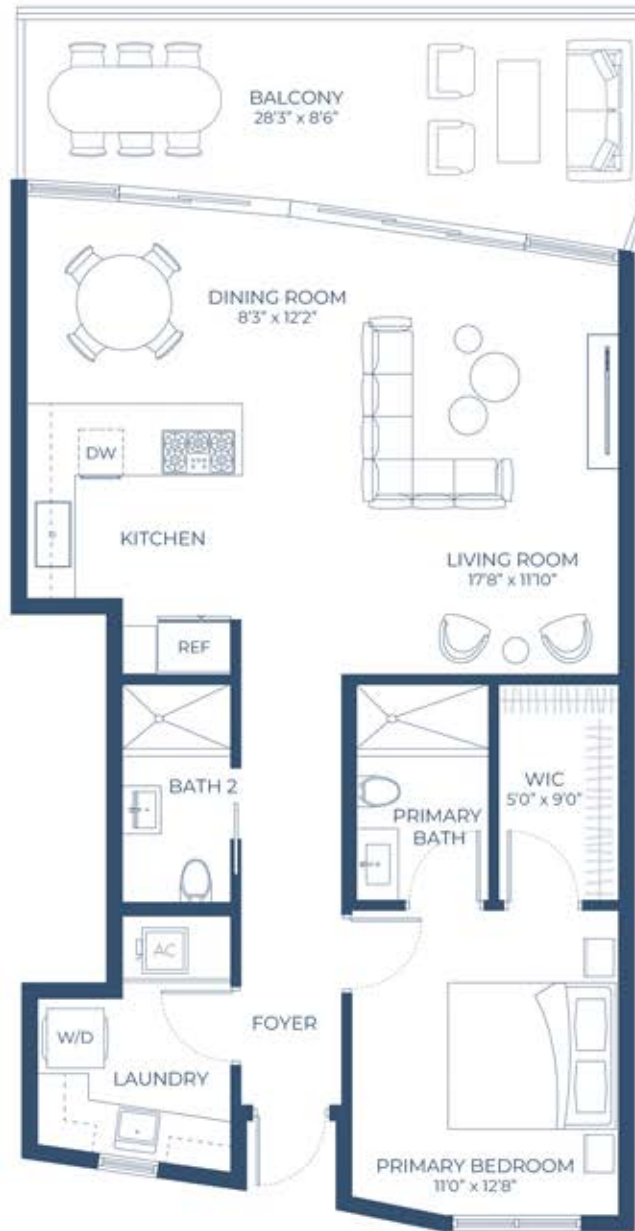 BALCONY
28'3" x 8'6"
DINING ROOM
8'3" x 12'2"
DW
KITCHEN
LIVING ROOM
17'8" x 11'10"
REF
BATH 2
PRIMARY
BATH
WIC
5'0" x 9'0"
AC
FOYER
W/D
LAUNDRY
PRIMARY BEDROOM
11'0" x 12'8"